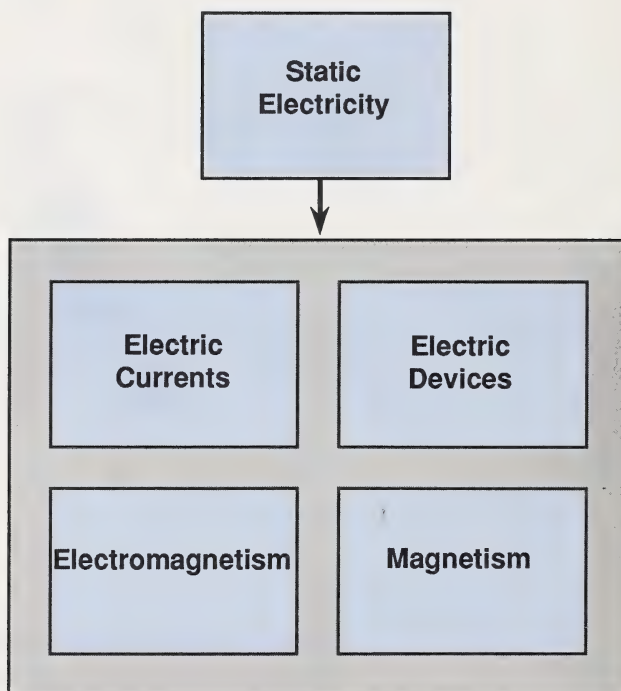 Static
Electricity
Electric
Currents
Electric
Devices
Electromagnetism
Magnetism